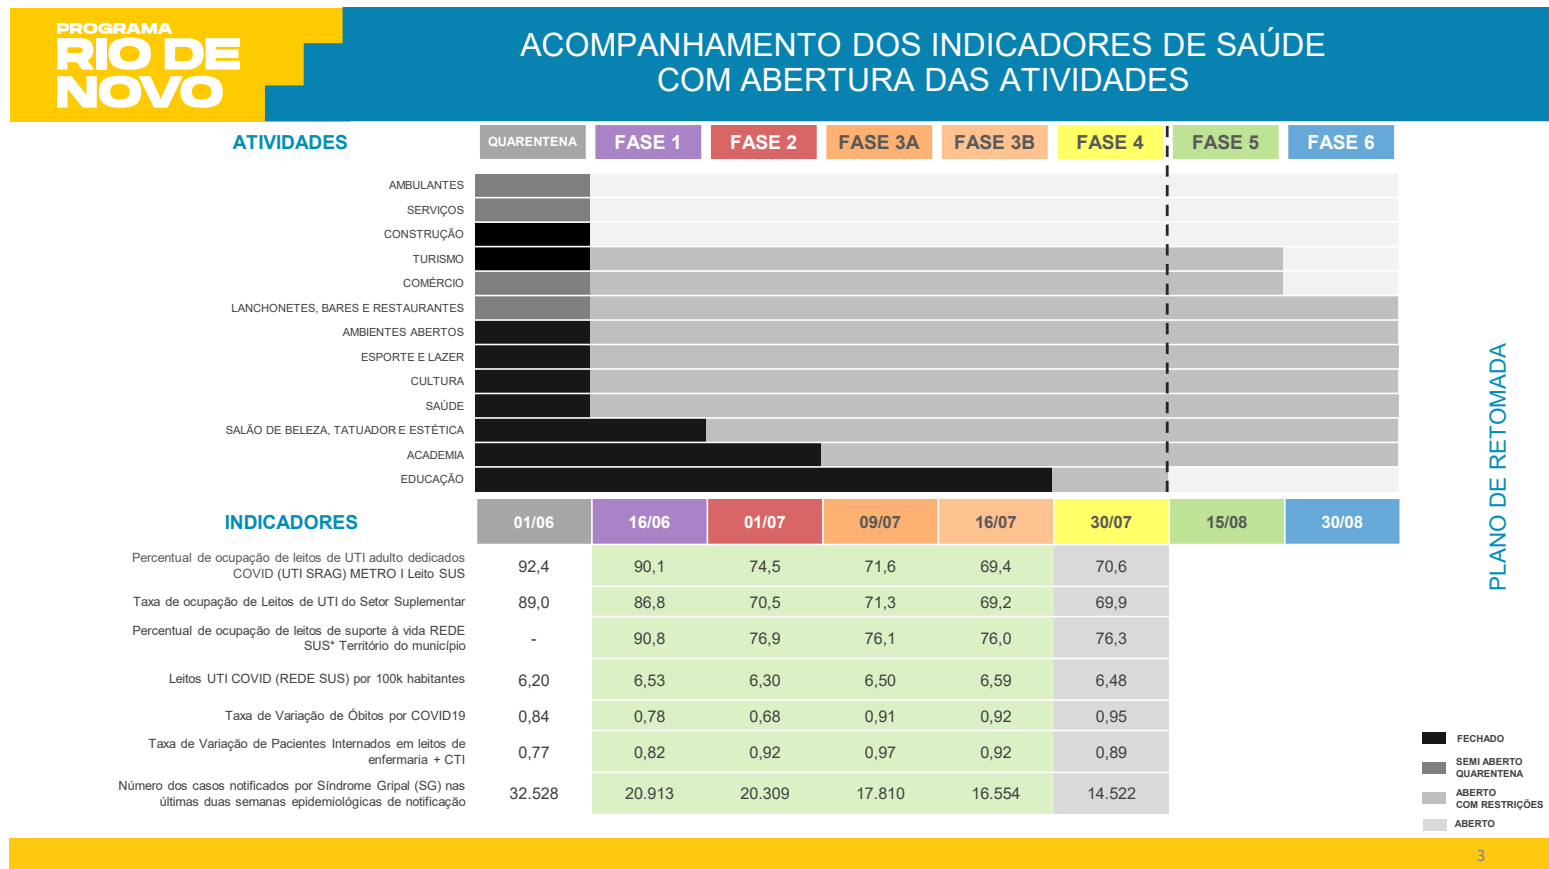 PROGRAMA
RIO DE
NOVO
ACOMPANHAMENTO DOS INDICADORES DE SAÚDE
COM ABERTURA DAS ATIVIDADES
ATIVIDADES QUARENTENA FASE 1 FASE 2 FASE 3A FASE 3B FASE 4 FASE 5 FASE 6
AMBULANTES
SERVIÇOS
CONSTRUÇÃO
TURISMO
COMÉRCIO
LANCHONETES, BARES E RESTAURANTES
AMBIENTES ABERTOS
ESPORTE E LAZER
CULTURA
SAÚDE
SALÃO DE BELEZA, TATUADOR E ESTÉTICA
ACADEMIA
EDUCAÇÃO
INDICADORES 01/06 16/06 01/07 09/07 16/07 30/07 15/08 30/08
Percentual de ocupação de leitos de UTI adulto dedicados
COVID (UTI SRAG) METRO I Leito SUS 92,4 90,1 74,5 71,6 69,4 70,6
Taxa de ocupação de Leitos de UTI do Setor Suplementar 89,0 86,8 70,5 71,3 69,2 69,9
Percentual de ocupação de leitos de suporte à vida REDE
SUS* Território do município - 90,8 76,9 76,1 76,0 76,3
Leitos UTI COVID (REDE SUS) por 100k habitantes 6,20 6,53 6,30 6,50 6,59 6,48
Taxa de Variação de Óbitos por COVID19 0,84 0,78 0,68 0,91 0,92 0,95
Taxa de Variação de Pacientes Internados em leitos de
enfermaria + CTI 0,77 0,82 0,92 0,97 0,92 0,89
Número dos casos notificados por Síndrome Gripal (SG) nas
últimas duas semanas epidemiológicas de notificação 32.528 20.913 20.309 17.810 16.554 14.522
PLANO DE RETOMADA
FECHADO
SEMI ABERTO
QUARENTENA
ABERTO
COM RESTRIÇÕES
ABERTO
3